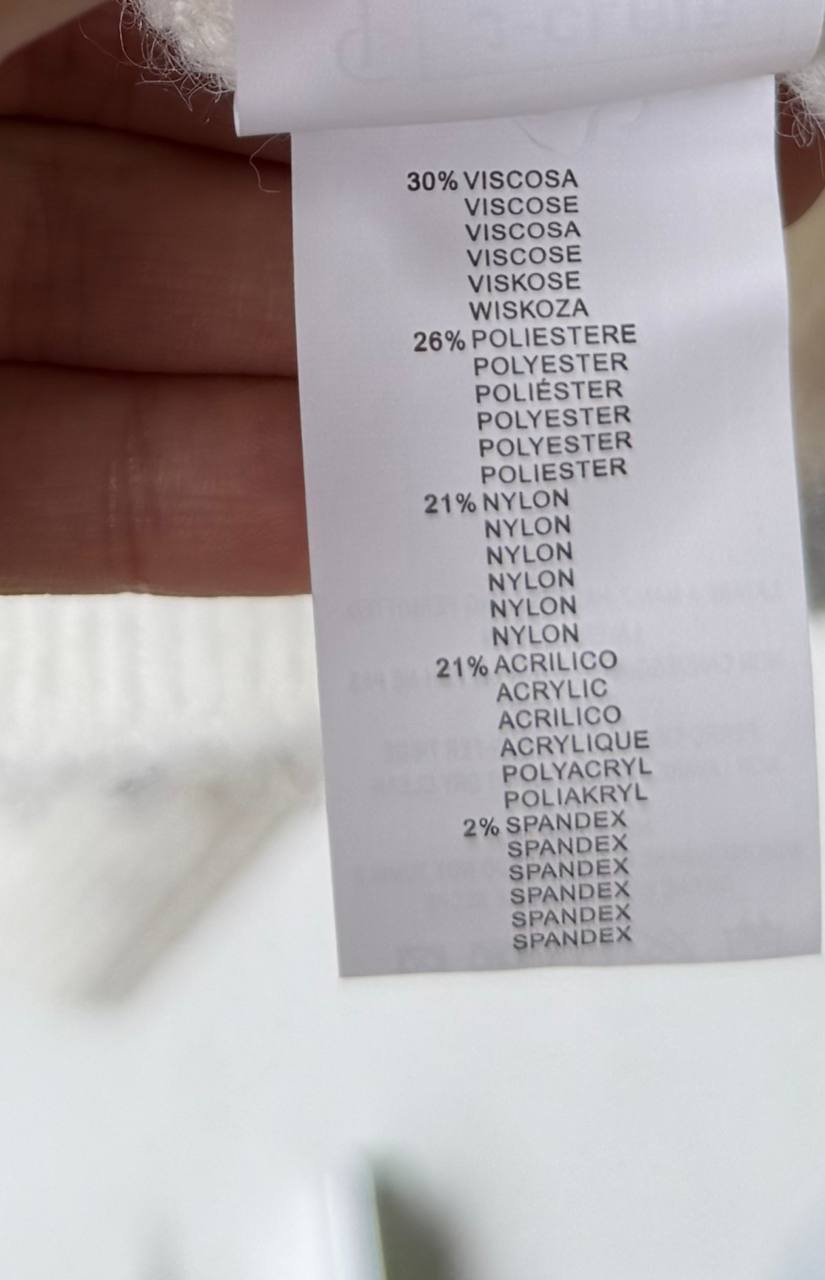 30% VISCOSA
VISCOSE
VISCOSA
VISCOSE
VISKOSE
WISKOZA
26% POLIESTERE
POLYESTER
POLIÉSTER
POLYESTER
POLYESTER
POLIESTER
21% NYLON
NYLON
NYLON
NYLON
NYLON
NYLON
21% ACRILICO
ACRYLIC
ACRILICO
ACRYLIQUE
POLYACRYL
POLIAKRYL
2% SPANDEX
SPANDEX
SPANDEX
SPANDEX
SPANDEX
SPANDEX